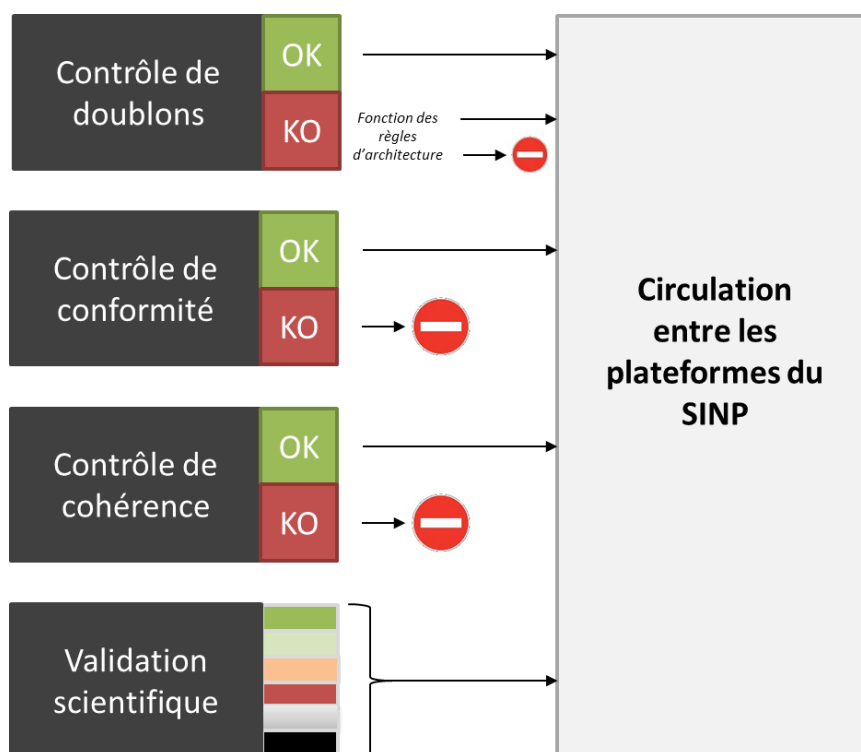 Contrôle de
doublons
OK
KO
Fonction des
règles
d'architecture
Contrôle de
conformité
OK
KO
Contrôle de
cohérence
OK
KO
Validation
scientifique
Circulation
entre les
plateformes du
SINP